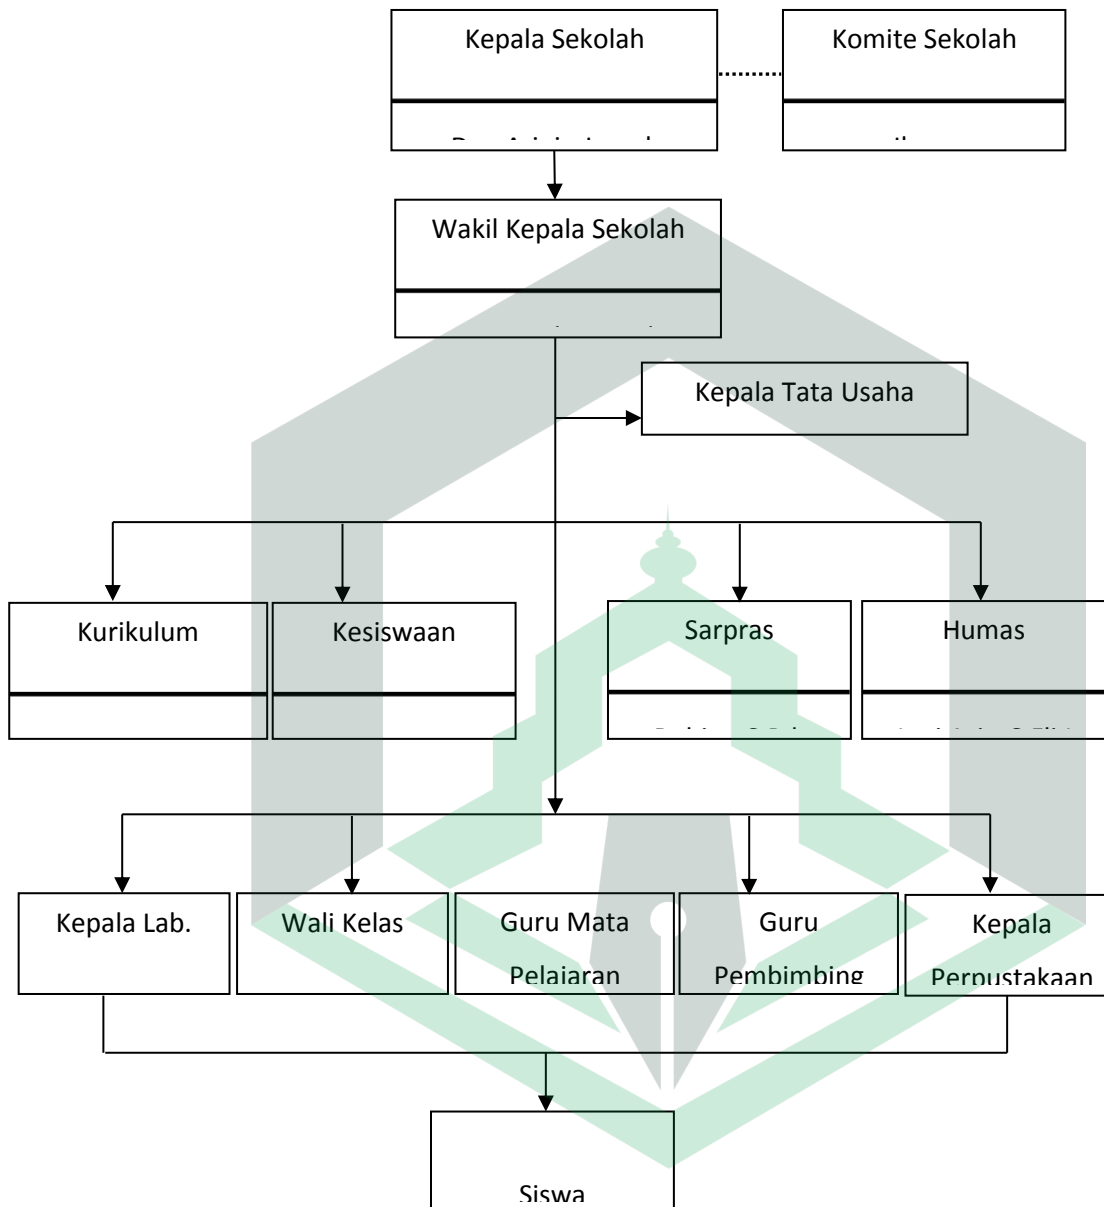 Kepala Sekolah
Komite Sekolah
Wakil Kepala Sekolah
Kepala Tata Usaha
Kurikulum
Kesiswaan
Sarpras
Humas
Kepala Lab.
Wali Kelas
Guru Mata
Pelajaran
Guru
Pembimbing
Kepala
Perpustakaan
Siswa